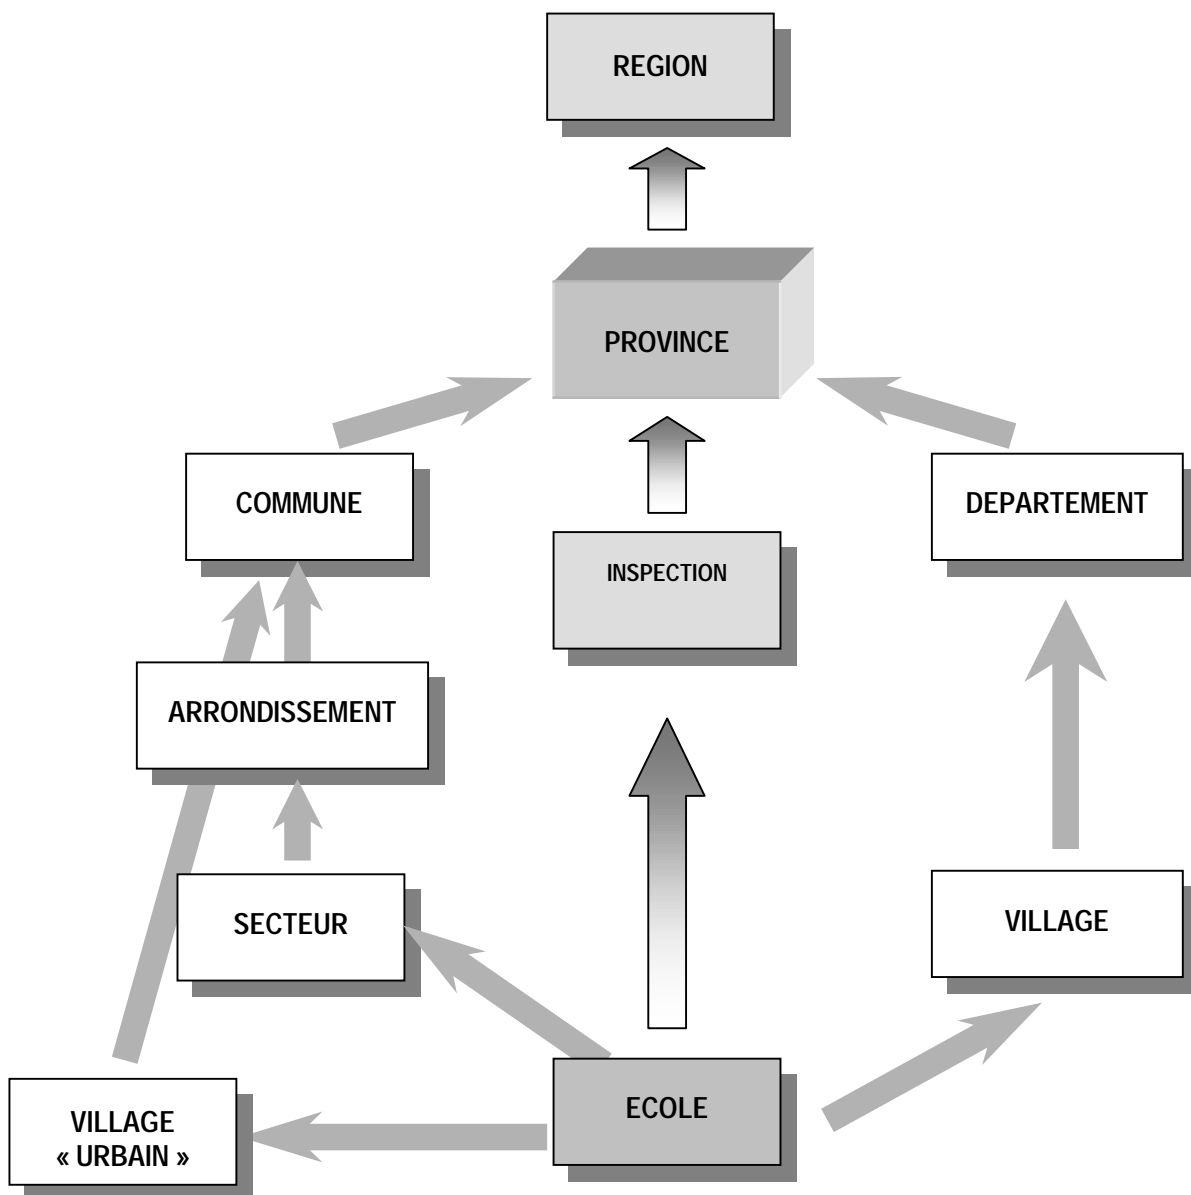 REGION
PROVINCE
COMMUNE
DEPARTEMENT
INSPECTION
ARRONDISSEMENT
SECTEUR
VILLAGE
ECOLE
VILLAGE
« URBAIN »